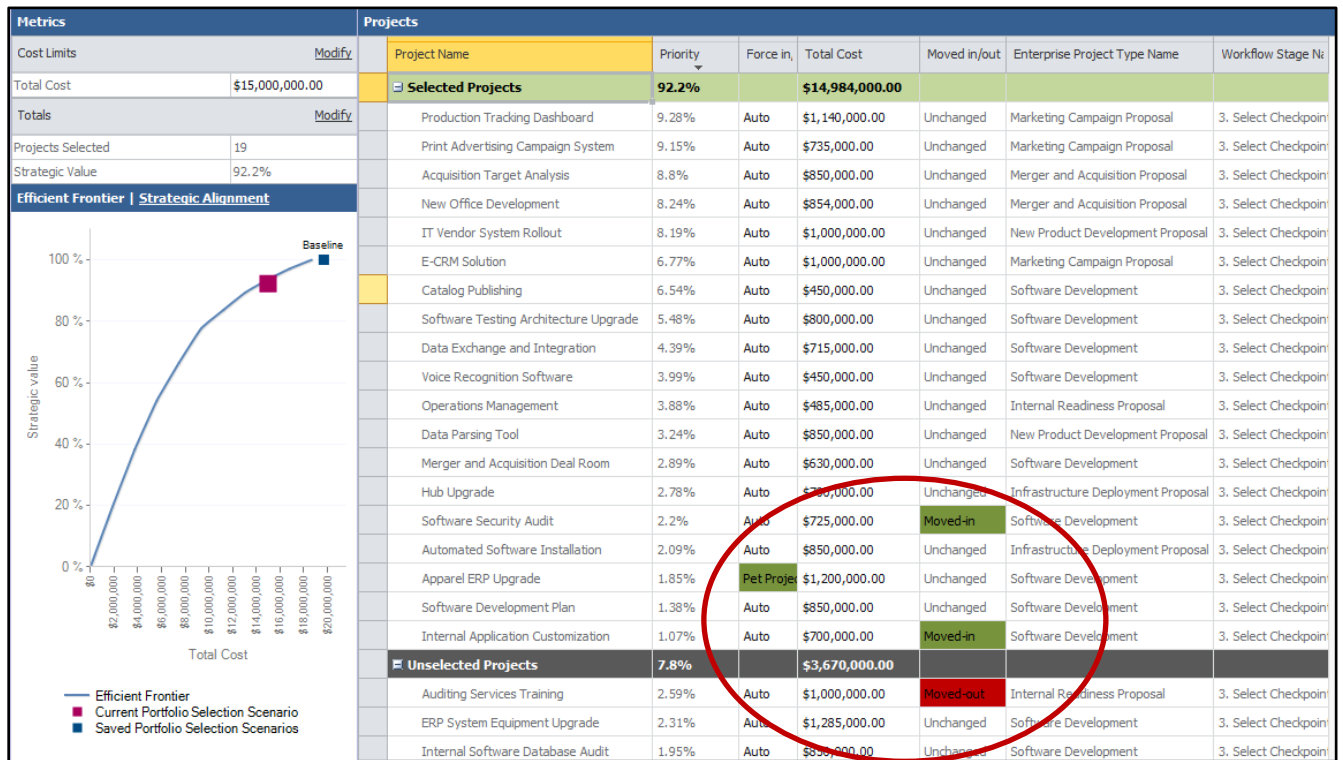 Metrics
Projects
Cost Limits Modify
Project Name Priority Force in, Total Cost Moved in/out Enterprise Project Type Name Workflow Stage Na
Total Cost $15,000,000.00
Selected Projects 92.2% $14,984,000.00
Totals Modify
Production Tracking Dashboard 9.28% Auto $1,140,000.00 Unchanged Marketing Campaign Proposal 3. Select Checkpoin
Projects Selected 19
Print Advertising Campaign System 9.15% Auto $735,000.00 Unchanged Marketing Campaign Proposal 3. Select Checkpoin
Strategic Value 92.2%
Acquisition Target Analysis 8.8% Auto $850,000.00 Unchanged Merger and Acquisition Proposal 3. Select Checkpoin
Efficient Frontier | Strategic Alignment
New Office Development 8.24% Auto $854,000.00 Unchanged Merger and Acquisition Proposal 3. Select Checkpoin
IT Vendor System Rollout 8.19% Auto $1,000,000.00 Unchanged New Product Development Proposal 3. Select Checkpoin
E-CRM Solution 6.77% Auto $1,000,000.00 Unchanged Marketing Campaign Proposal 3. Select Checkpoin
Catalog Publishing 6.54% Auto $450,000.00 Unchanged Software Development 3. Select Checkpoin
Software Testing Architecture Upgrade 5.48% Auto $800,000.00 Unchanged Software Development 3. Select Checkpoin
Data Exchange and Integration 4.39% Auto $715,000.00 Unchanged Software Development 3. Select Checkpoin
Voice Recognition Software 3.99% Auto $450,000.00 Unchanged Software Development 3. Select Checkpoin
Operations Management 3.88% Auto $485,000.00 Unchanged Internal Readiness Proposal 3. Select Checkpoin
Data Parsing Tool 3.24% Auto $850,000.00 Unchanged New Product Development Proposal 3. Select Checkpoin
Merger and Acquisition Deal Room 2.89% Auto $630,000.00 Unchanged Software Development 3. Select Checkpoin
Hub Upgrade 2.78% Auto Unchanged Infrastructure Deployment Proposal 3. Select Checkpoin
Software Security Audit 2.2% Auto $725,000.00 Moved-in Software Development 3. Select Checkpoin
Automated Software Installation 2.09% Auto $850,000.00 Unchanged Infrastructure Deployment Proposal 3. Select Checkpoin
Apparel ERP Upgrade 1.85% Pet Projec $1,200,000.00 Unchanged Software Development 3. Select Checkpoin
Software Development Plan 1.38% Auto $850,000.00 Unchanged Software Development 3. Select Checkpoin
Internal Application Customization 1.07% Auto $700,000.00 Moved-in Software Development 3. Select Checkpoin
Unselected Projects 7.8% $3,670,000.00
Auditing Services Training 2.59% Auto $1,000,000.00 Moved-out Internal Readiness Proposal 3. Select Checkpoin
ERP System Equipment Upgrade 2.31% Auto $1,285,000.00 Unchanged Software Development 3. Select Checkpoin
Internal Software Database Audit 1.95% Auto $850,000.00 Unchanged Software Development 3. Select Checkpoin
Baseline
100 %
80 %
60 %
40 %
20 %
0 %
Strategic value
$0
$2,000,000
$4,000,000
$6,000,000
$8,000,000
$10,000,000
$12,000,000
$14,000,000
$16,000,000
$18,000,000
$20,000,000
Total Cost
Efficient Frontier
Current Portfolio Selection Scenario
Saved Portfolio Selection Scenarios